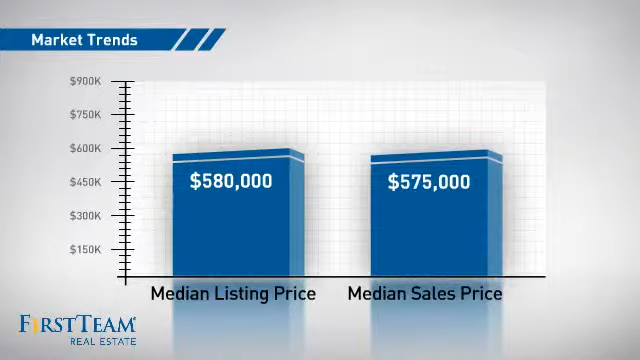 Market Trends
$900K
$750K
$600K
$450K
$300K
$150K
$580,000
$575,000
Median Listing Price
Median Sales Price
FIRSTTEAM®
REAL ESTATE